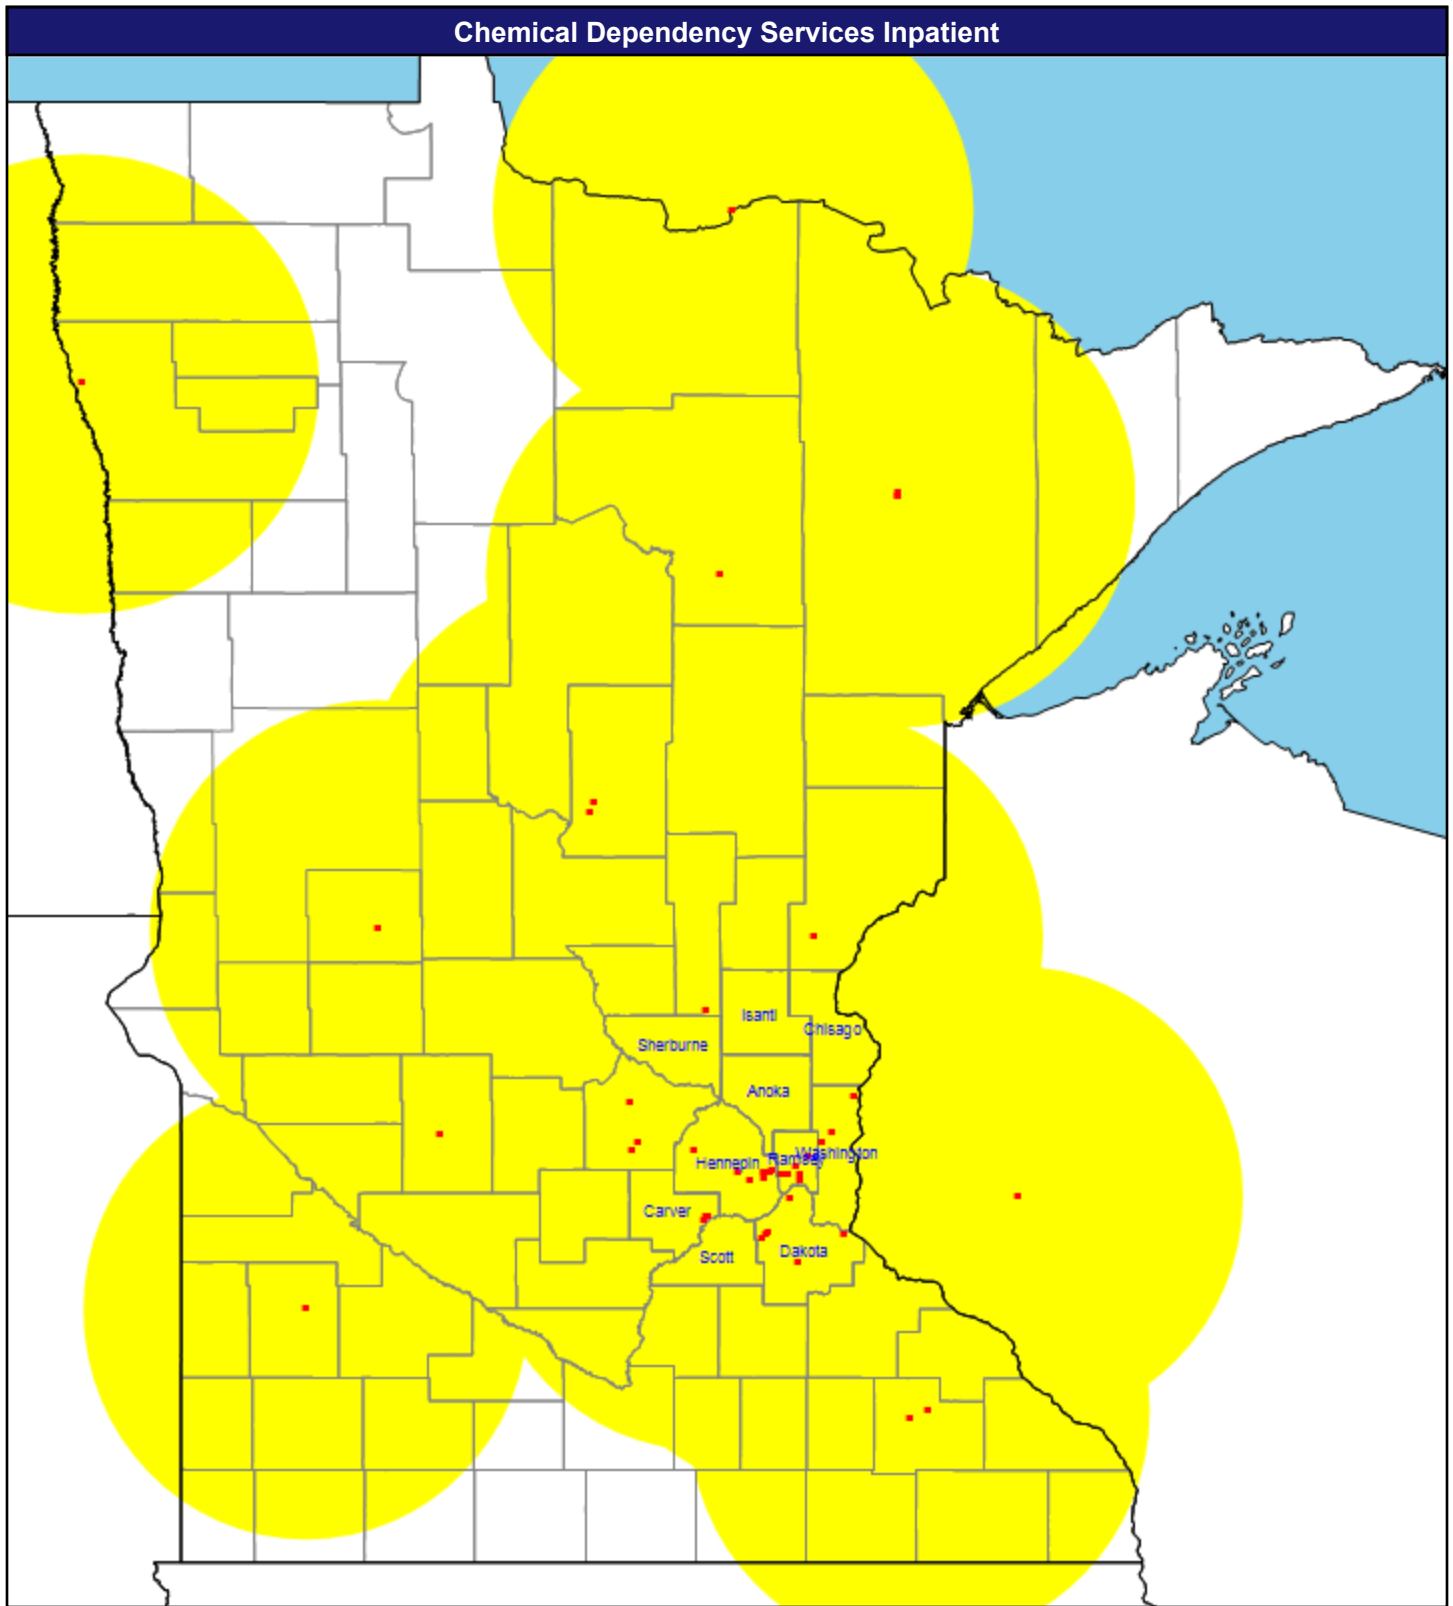 Chemical Dependency Services Inpatient
Isanti
Chisago
Sherburne
Anoka
Washington
Hennepin
Ramsey
Carver
Dakota
Scott